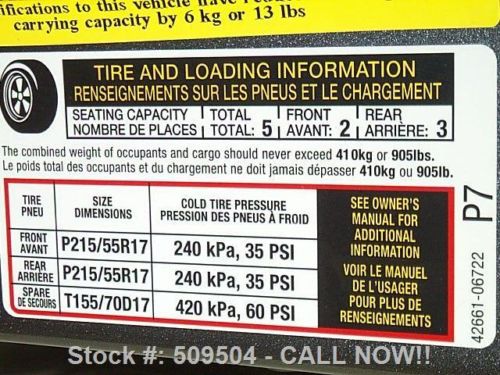 ifications to this vehicle have reduced
carrying capacity by 6 kg or 13 lbs
TIRE AND LOADING INFORMATION
RENSEIGNEMENTS SUR LES PNEUS ET LE CHARGEMENT
SEATING CAPACITY TOTAL FRONT REAR
NOMBRE DE PLACES TOTAL: 5 AVANT: 2 ARRIÈRE: 3
The combined weight of occupants and cargo should never exceed 410kg or 905lbs.
Le poids total des occupants et du chargement ne doit jamais dépasser 410kg ou 905lb.
TIRE
PNEU
SIZE
DIMENSIONS
COLD TIRE PRESSURE
PRESSION DES PNEUS À FROID
FRONT
AVANT
P215/55R17
240 kPa, 35 PSI
REAR
ARRIÈRE
P215/55R17
240 kPa, 35 PSI
SPARE
DE SECOURS
T155/70D17
420 kPa, 60 PSI
SEE OWNER'S
MANUAL FOR
ADDITIONAL
INFORMATION
VOIR LE MANUEL
DE L'USAGER
POUR PLUS DE
RENSEIGNEMENTS
P7
42661-06722
Stock #: 509504 - CALL NOW!!